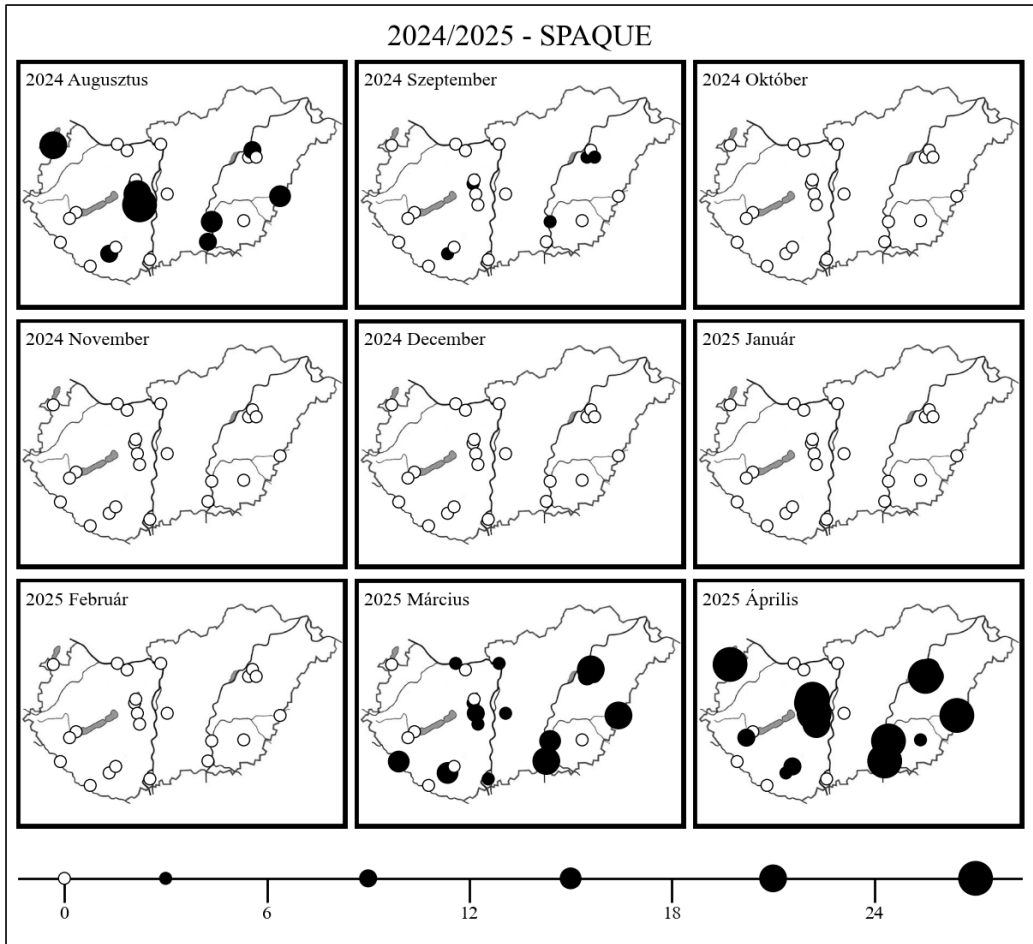 2024/2025 - SPAQUE
2024 Augusztus
2024 Szeptember
2024 Október
2024 November
2024 December
2025 Január
2025 Február
2025 Március
2025 Április
0
6
12
18
24